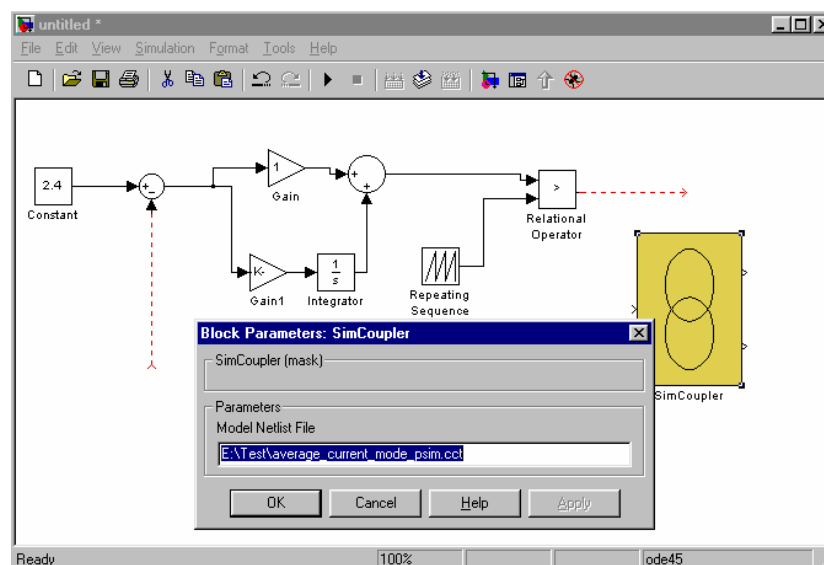 untitled *
File Edit View Simulation Format Tools Help
2.4
Constant
+-
1
Gain
+
+
K-
Gain1
1
s
Integrator
Repeating
Sequence
>
Relational
Operator
SimCoupler
Block Parameters: SimCoupler
SimCoupler (mask)
Parameters
Model Netlist File
E:\Test\average_current_mode_psim.cct
OK Cancel Help Apply
Ready 100% ode45